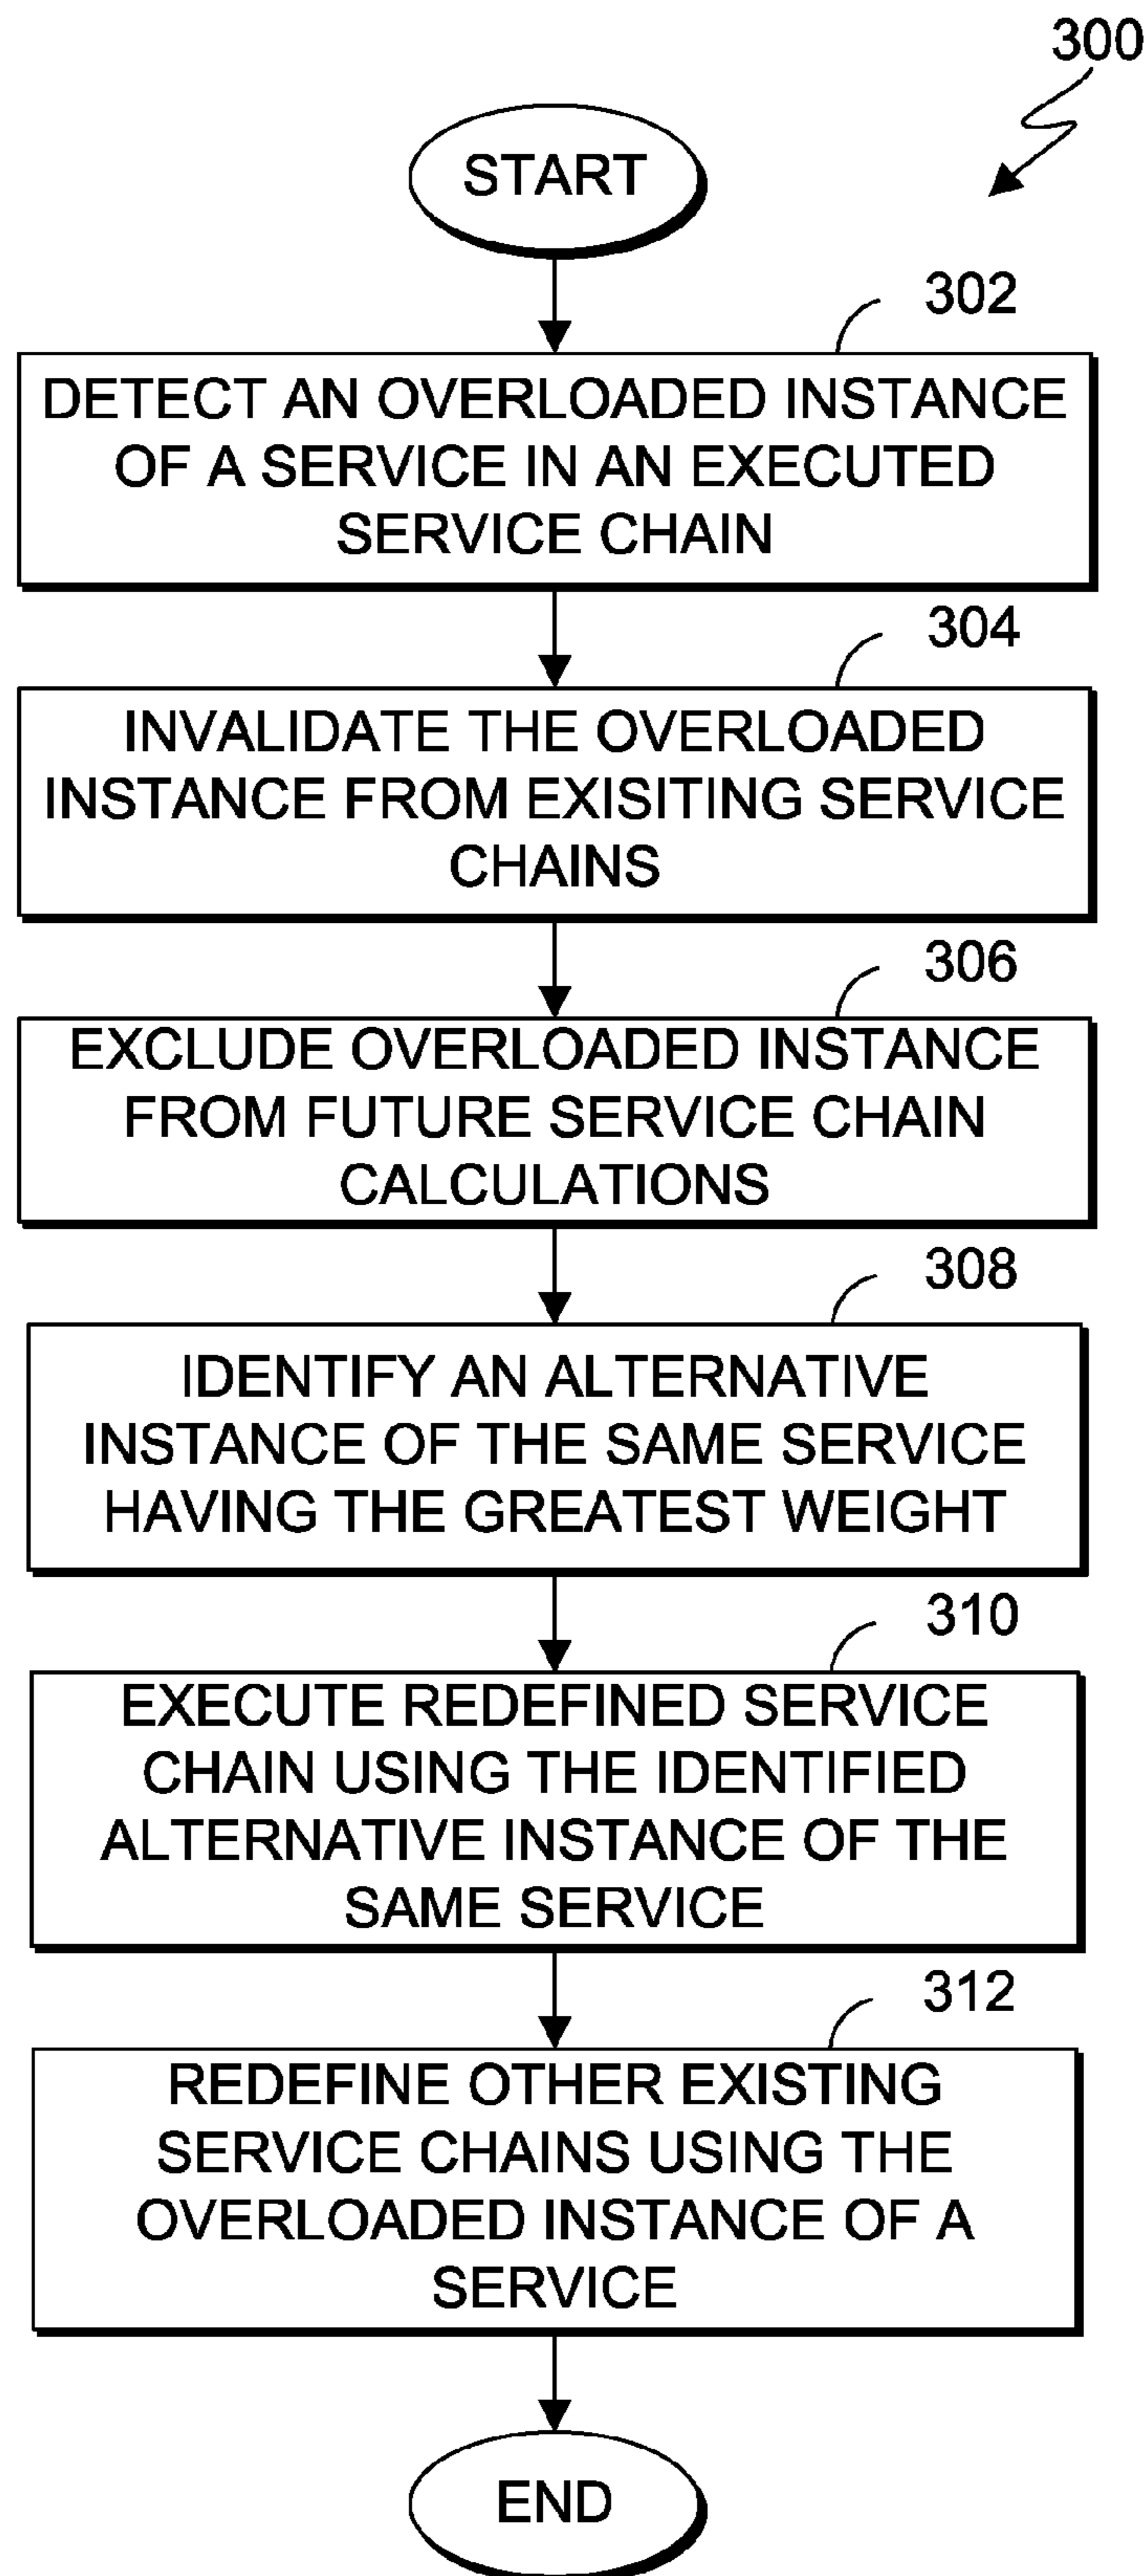 300
START
302
DETECT AN OVERLOADED INSTANCE
OF A SERVICE IN AN EXECUTED
SERVICE CHAIN
304
INVALIDATE THE OVERLOADED
INSTANCE FROM EXISITING SERVICE
CHAINS
306
EXCLUDE OVERLOADED INSTANCE
FROM FUTURE SERVICE CHAIN
CALCULATIONS
308
IDENTIFY AN ALTERNATIVE
INSTANCE OF THE SAME SERVICE
HAVING THE GREATEST WEIGHT
310
EXECUTE REDEFINED SERVICE
CHAIN USING THE IDENTIFIED
ALTERNATIVE INSTANCE OF THE
SAME SERVICE
312
REDEFINE OTHER EXISTING
SERVICE CHAINS USING THE
OVERLOADED INSTANCE OF A
SERVICE
END